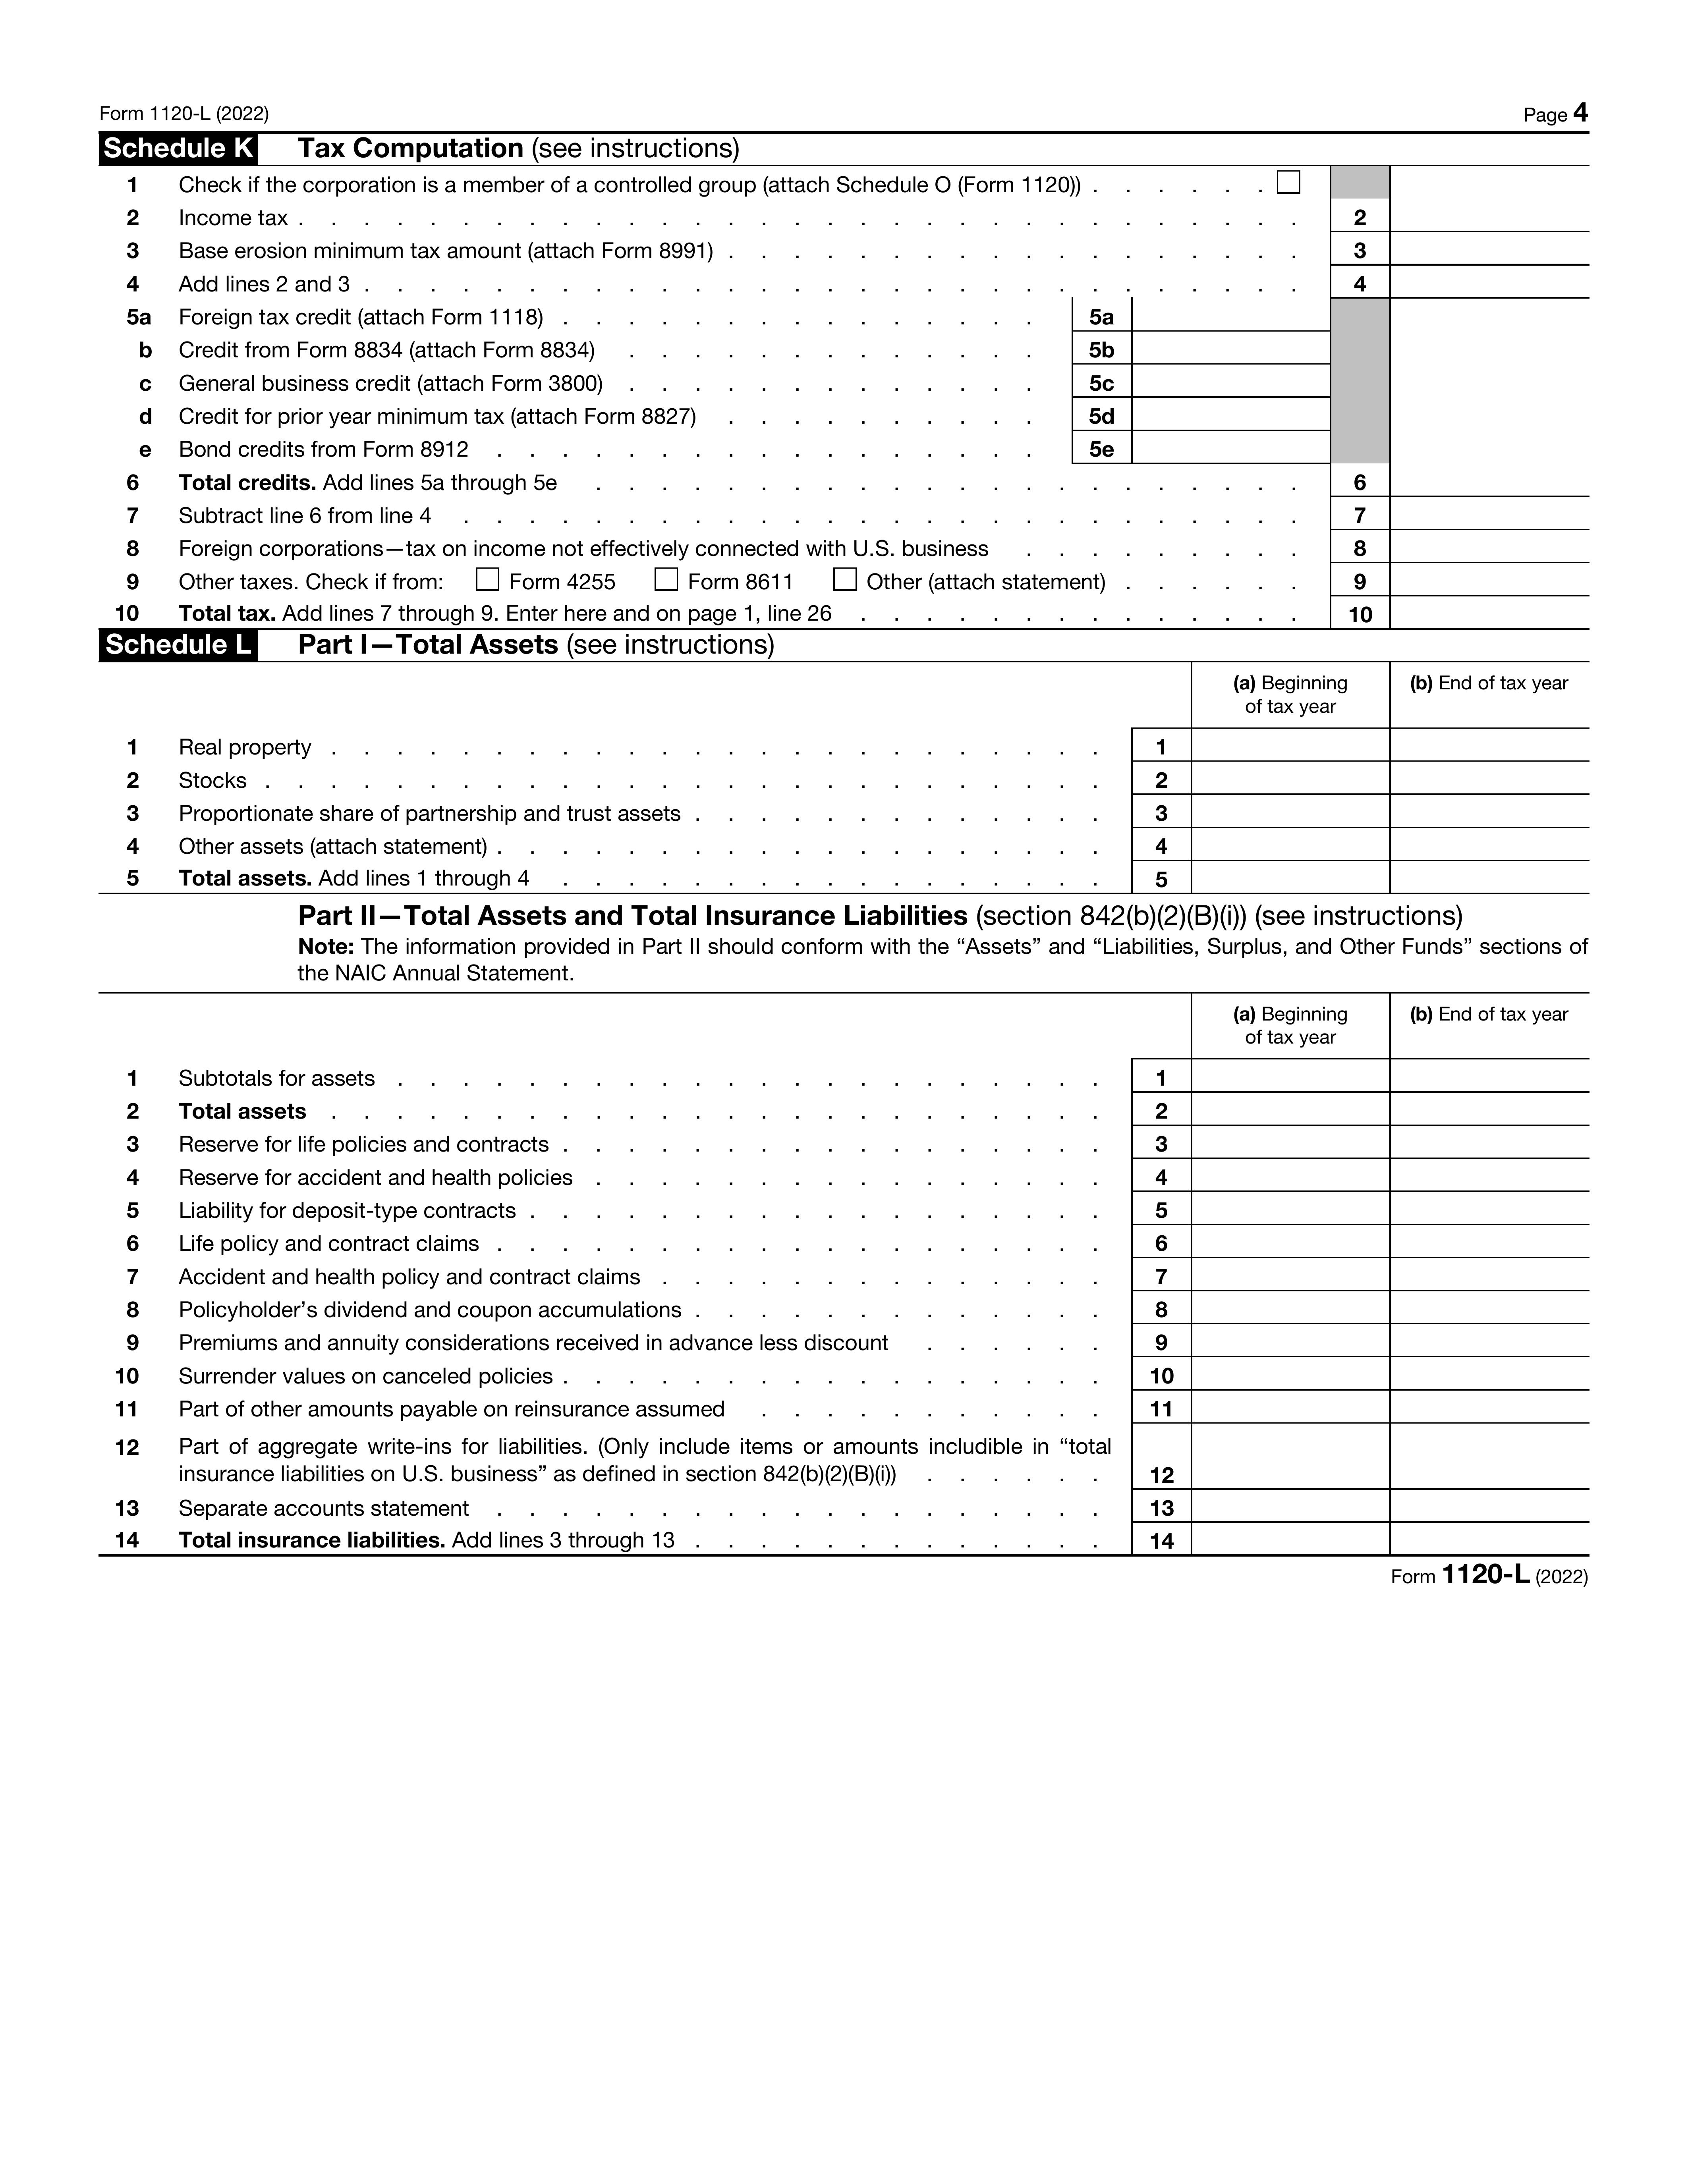 Form 1120-L (2022) Page 4
Schedule K Tax Computation (see instructions)
1 Check if the corporation is a member of a controlled group (attach Schedule O (Form 1120)) . . . . . .
2 Income tax . . . . . . . . . . . . . . . . . . . . . . . . . . . . . . . 2
3 Base erosion minimum tax amount (attach Form 8991) . . . . . . . . . . . . . . . . . . 3
4 Add lines 2 and 3 . . . . . . . . . . . . . . . . . . . . . . . . . . . . . 4
5a Foreign tax credit (attach Form 1118) . . . . . . . . . . . . . . . 5a
b Credit from Form 8834 (attach Form 8834) . . . . . . . . . . . . . 5b
c General business credit (attach Form 3800) . . . . . . . . . . . . . 5c
d Credit for prior year minimum tax (attach Form 8827) . . . . . . . . . . 5d
e Bond credits from Form 8912 . . . . . . . . . . . . . . . . . 5e
6 Total credits. Add lines 5a through 5e . . . . . . . . . . . . . . . . . . . . . . 6
7 Subtract line 6 from line 4 . . . . . . . . . . . . . . . . . . . . . . . . . . 7
8 Foreign corporations—tax on income not effectively connected with U.S. business . . . . . . . . . 8
9 Other taxes. Check if from: Form 4255 Form 8611 Other (attach statement) . . . . . . 9
10 Total tax. Add lines 7 through 9. Enter here and on page 1, line 26 . . . . . . . . . . . . . . 10
Schedule L Part I—Total Assets (see instructions)
(a) Beginning (b) End of tax year
of tax year
1 Real property . . . . . . . . . . . . . . . . . . . . . . . . 1
2 Stocks . . . . . . . . . . . . . . . . . . . . . . . . . . 2
3 Proportionate share of partnership and trust assets . . . . . . . . . . . . . 3
4 Other assets (attach statement) . . . . . . . . . . . . . . . . . . . 4
5 Total assets. Add lines 1 through 4 . . . . . . . . . . . . . . . . . 5
Part II—Total Assets and Total Insurance Liabilities (section 842(b)(2)(B)(i)) (see instructions)
Note: The information provided in Part II should conform with the “Assets” and “Liabilities, Surplus, and Other Funds” sections of
the NAIC Annual Statement.
(a) Beginning (b) End of tax year
of tax year
1 Subtotals for assets . . . . . . . . . . . . . . . . . . . . . . 1
2 Total assets . . . . . . . . . . . . . . . . . . . . . . . . 2
3 Reserve for life policies and contracts . . . . . . . . . . . . . . . . . 3
4 Reserve for accident and health policies . . . . . . . . . . . . . . . . 4
5 Liability for deposit-type contracts . . . . . . . . . . . . . . . . . . 5
6 Life policy and contract claims . . . . . . . . . . . . . . . . . . . 6
7 Accident and health policy and contract claims . . . . . . . . . . . . . . 7
8 Policyholder’s dividend and coupon accumulations . . . . . . . . . . . . . 8
9 Premiums and annuity considerations received in advance less discount . . . . . . 9
10 Surrender values on canceled policies . . . . . . . . . . . . . . . . . 10
11 Part of other amounts payable on reinsurance assumed . . . . . . . . . . . 11
12 Part of aggregate write-ins for liabilities. (Only include items or amounts includible in “total
insurance liabilities on U.S. business” as defined in section 842(b)(2)(B)(i)) . . . . . . 12
13 Separate accounts statement . . . . . . . . . . . . . . . . . . . 13
14 Total insurance liabilities. Add lines 3 through 13 . . . . . . . . . . . . . 14
Form 1120-L (2022)